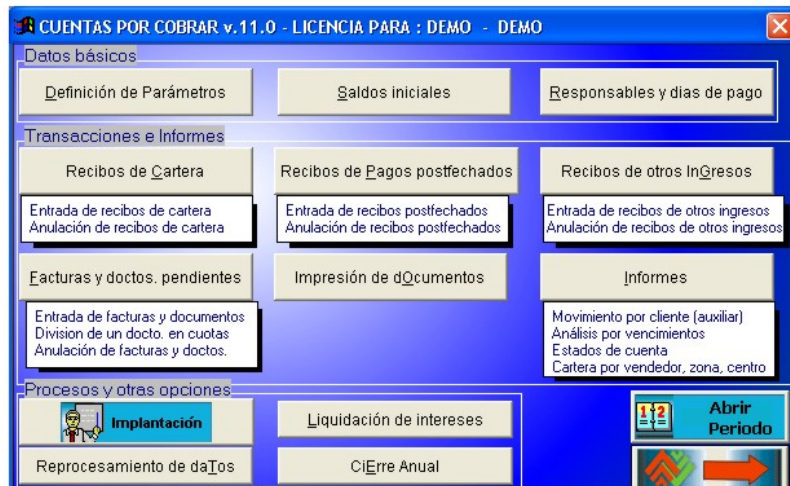 CUENTAS POR COBRAR v.11.0 - LICENCIA PARA : DEMO - DEMO
Datos básicos
Definición de Parámetros
Saldos iniciales
Responsables y dias de pago
Transacciones e Informes
Recibos de Cartera
Recibos de Pagos postfechados
Recibos de otros InGresos
Entrada de recibos de cartera
Anulación de recibos de cartera
Entrada de recibos postfechados
Anulación de recibos postfechados
Entrada de recibos de otros ingresos
Anulación de recibos de otros ingresos
Facturas y doctos. pendientes
Impresión de dOcumentos
Informes
Entrada de facturas y documentos
Division de un docto. en cuotas
Anulación de facturas y doctos.
Movimiento por cliente (auxiliar)
Análisis por vencimientos
Estados de cuenta
Cartera por vendedor, zona, centro
Procesos y otras opciones
Implantación
Liquidación de intereses
1 2
Abrir
Periodo
Reprocesamiento de daTos
CiErre Anual